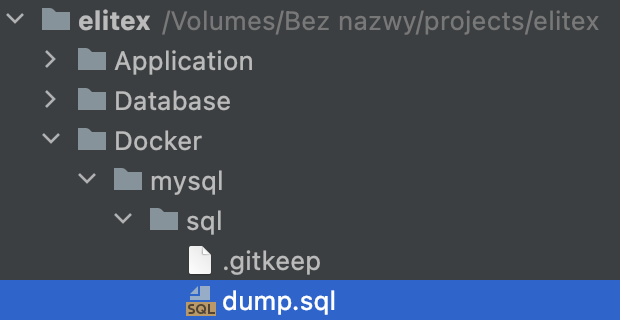 elitex /Volumes/Bez nazwy/projects/elitex
Application
Database
Docker
mysql
sql
.gitkeep
SQL dump.sql